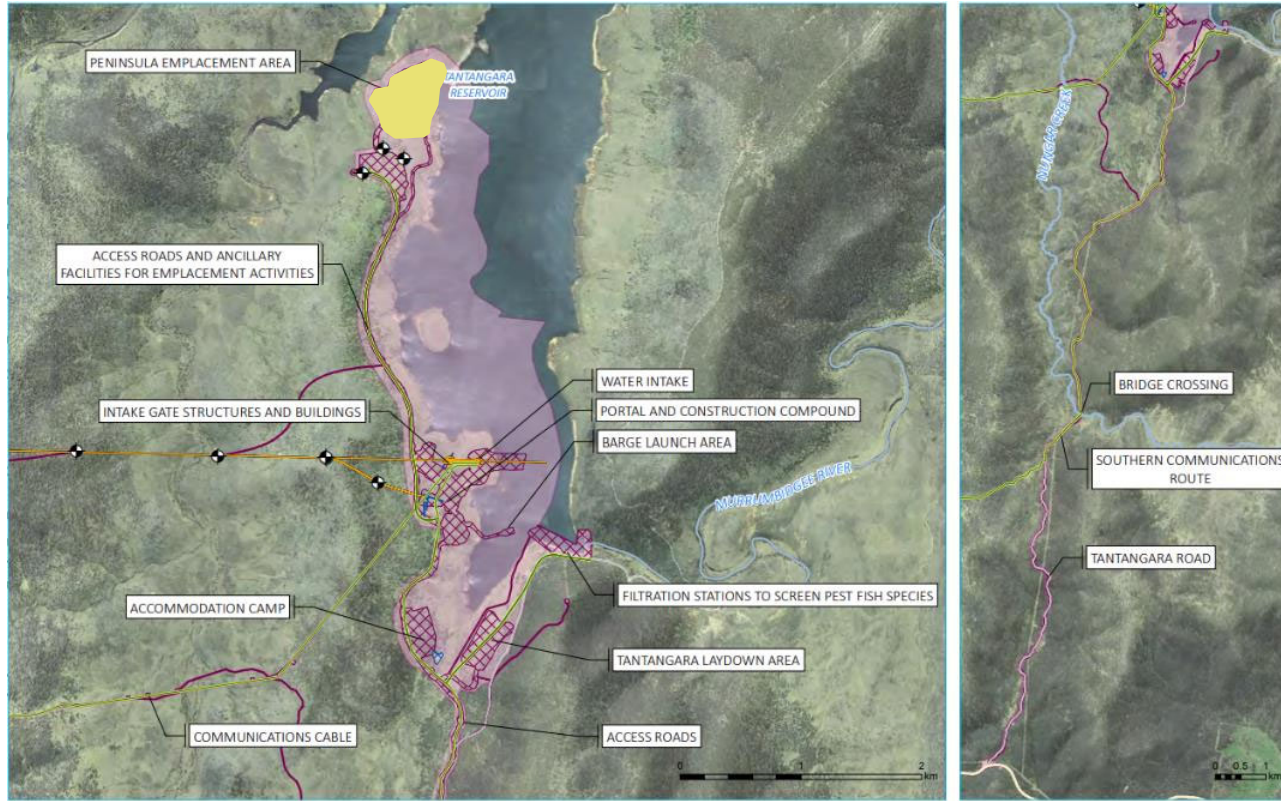 PENINSULA EMPLACEMENT AREA
TANTANGARA
RESERVOIR
ACCESS ROADS AND ANCILLARY
FACILITIES FOR EMPLACEMENT ACTIVITIES
WATER INTAKE
INTAKE GATE STRUCTURES AND BUILDINGS
PORTAL AND CONSTRUCTION COMPOUND
BARGE LAUNCH AREA
MURRUMBIDGEE RIVER
ACCOMMODATION CAMP
FILTRATION STATIONS TO SCREEN PEST FISH SPECIES
TANTANGARA LAYDOWN AREA
COMMUNICATIONS CABLE
ACCESS ROADS
0 1 2
km
NUNGAR CREEK
BRIDGE CROSSING
SOUTHERN COMMUNICATIONS
ROUTE
TANTANGARA ROAD
0 0.5 1
km